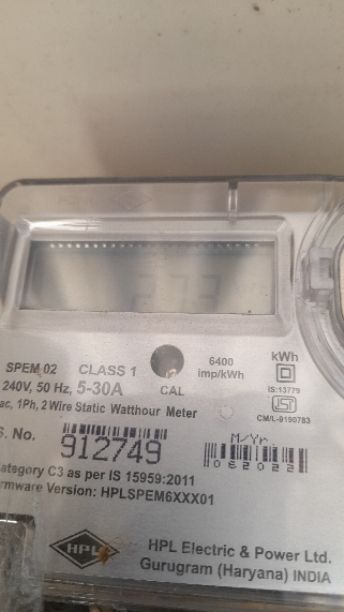 SPEM 02
CLASS 1
6400
imp/kWh
kWh
240V, 50 Hz, 5-30A
CAL
IS:13779
ac, 1Ph, 2 Wire Static Watthour Meter
ISI
CM/L-9190783
S. No.
912749
M/Yr.
062022
ategory C3 as per IS 15959:2011
rmware Version: HPLSPEM6XXX01
HPL
HPL Electric & Power Ltd.
Gurugram (Haryana) INDIA